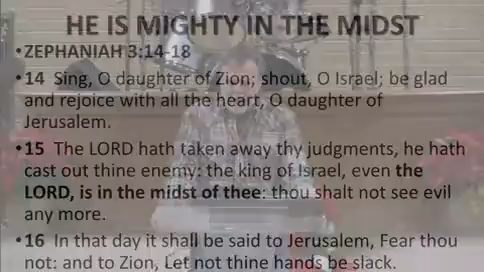 HE IS MIGHTY IN THE MIDST
•ZEPHANIAH 3:14-18
•14 Sing, O daughter of Zion; shout, O Israel; be glad
and rejoice with all the heart, O daughter of
Jerusalem.
•15 The LORD hath taken away thy judgments, he hath
cast out thine enemy: the king of Israel, even the
LORD, is in the midst of thee: thou shalt not see evil
any more.
•16 In that day it shall be said to Jerusalem, Fear thou
not: and to Zion, Let not thine hands be slack.